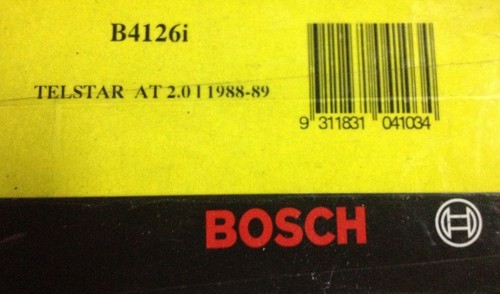 B4126i
TELSTAR AT 2.0 l 1988-89
9 311831 041034
BOSCH